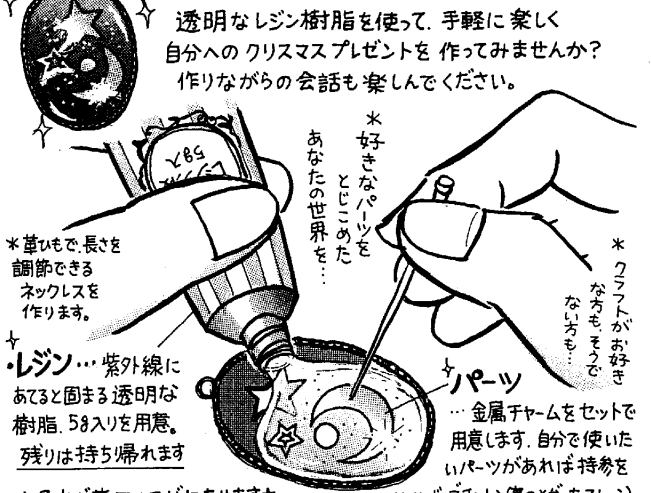 透明なレジン樹脂を使って、手軽に楽しく
自分へのクリスマスプレゼントを作ってみませんか?
作りながらの会話も楽しんでください。
*好きなパーツを
とじこめた
あなたの世界を…
5g入
*革ひもで、長さを
調節できる
ネックレスを
作ります。
*クラフトがお好き
な方も、そうで
ない方も…
・レジン…紫外線に
あてると固まる透明な
樹脂、5g入りを用意。
残りは持ち帰れます
パーツ
…金属チャームをセットで
用意します。自分で使いた
いパーツがあれば持参を